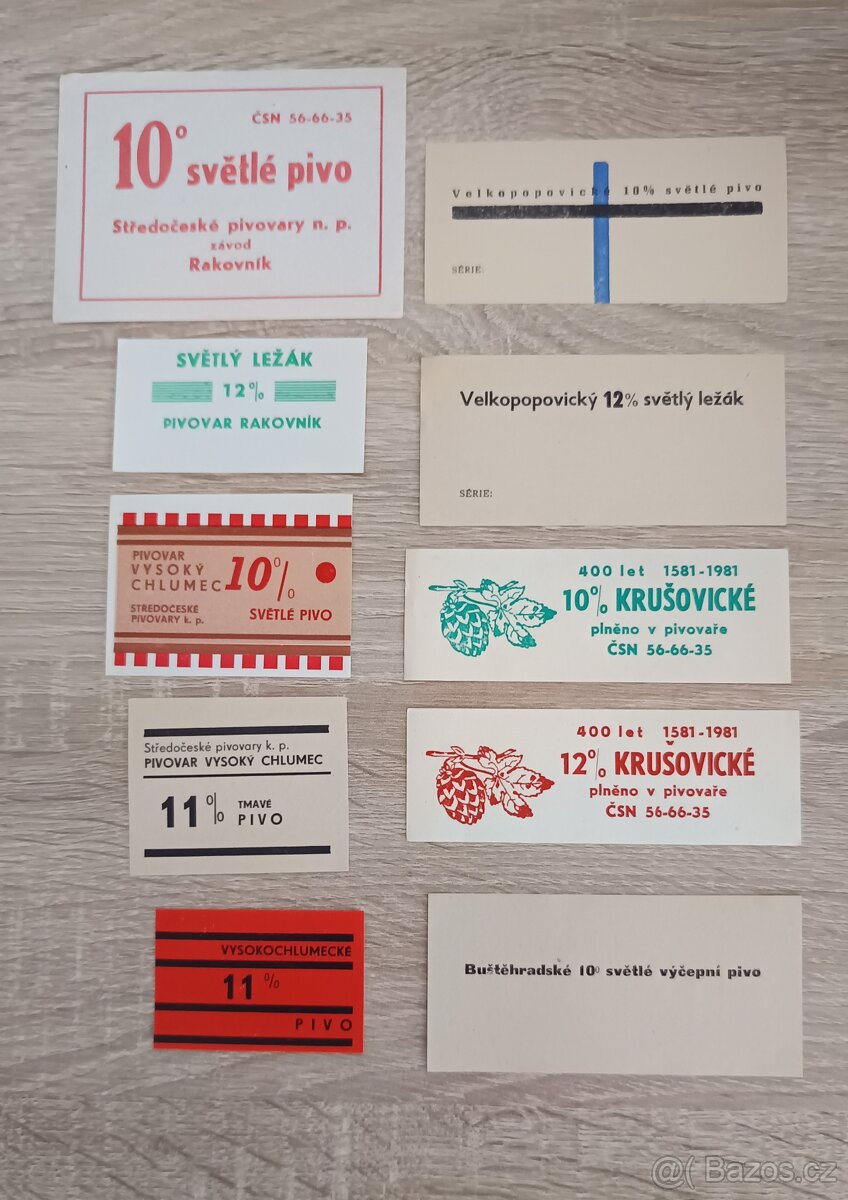 10° světlé pivo
ČSN 56-66-35
Středočeské pivovary n. p.
závod
Rakovník
SVĚTLÝ LEŽÁK
12%
PIVOVAR RAKOVNÍK
PIVOVAR
VYSOKÝ
CHLUMEC
10%
STŘEDOČESKÉ
PIVOVARY k. p.
SVĚTLÉ PIVO
Středočeské pivovary k. p.
PIVOVAR VYSOKÝ CHLUMEC
11% TMAVÉ
PIVO
VYSOKOCHLUMECKÉ
11%
PIVO
Velkopopovické 10% světlé pivo
SÉRIE:
Velkopopovický 12% světlý ležák
SÉRIE:
400 let 1581-1981
10% KRUŠOVICKÉ
plněno v pivovaře
ČSN 56-66-35
400 let 1581-1981
12% KRUŠOVICKÉ
plněno v pivovaře
ČSN 56-66-35
Buštěhradské 10° světlé výčepní pivo
@( Bazos.cz